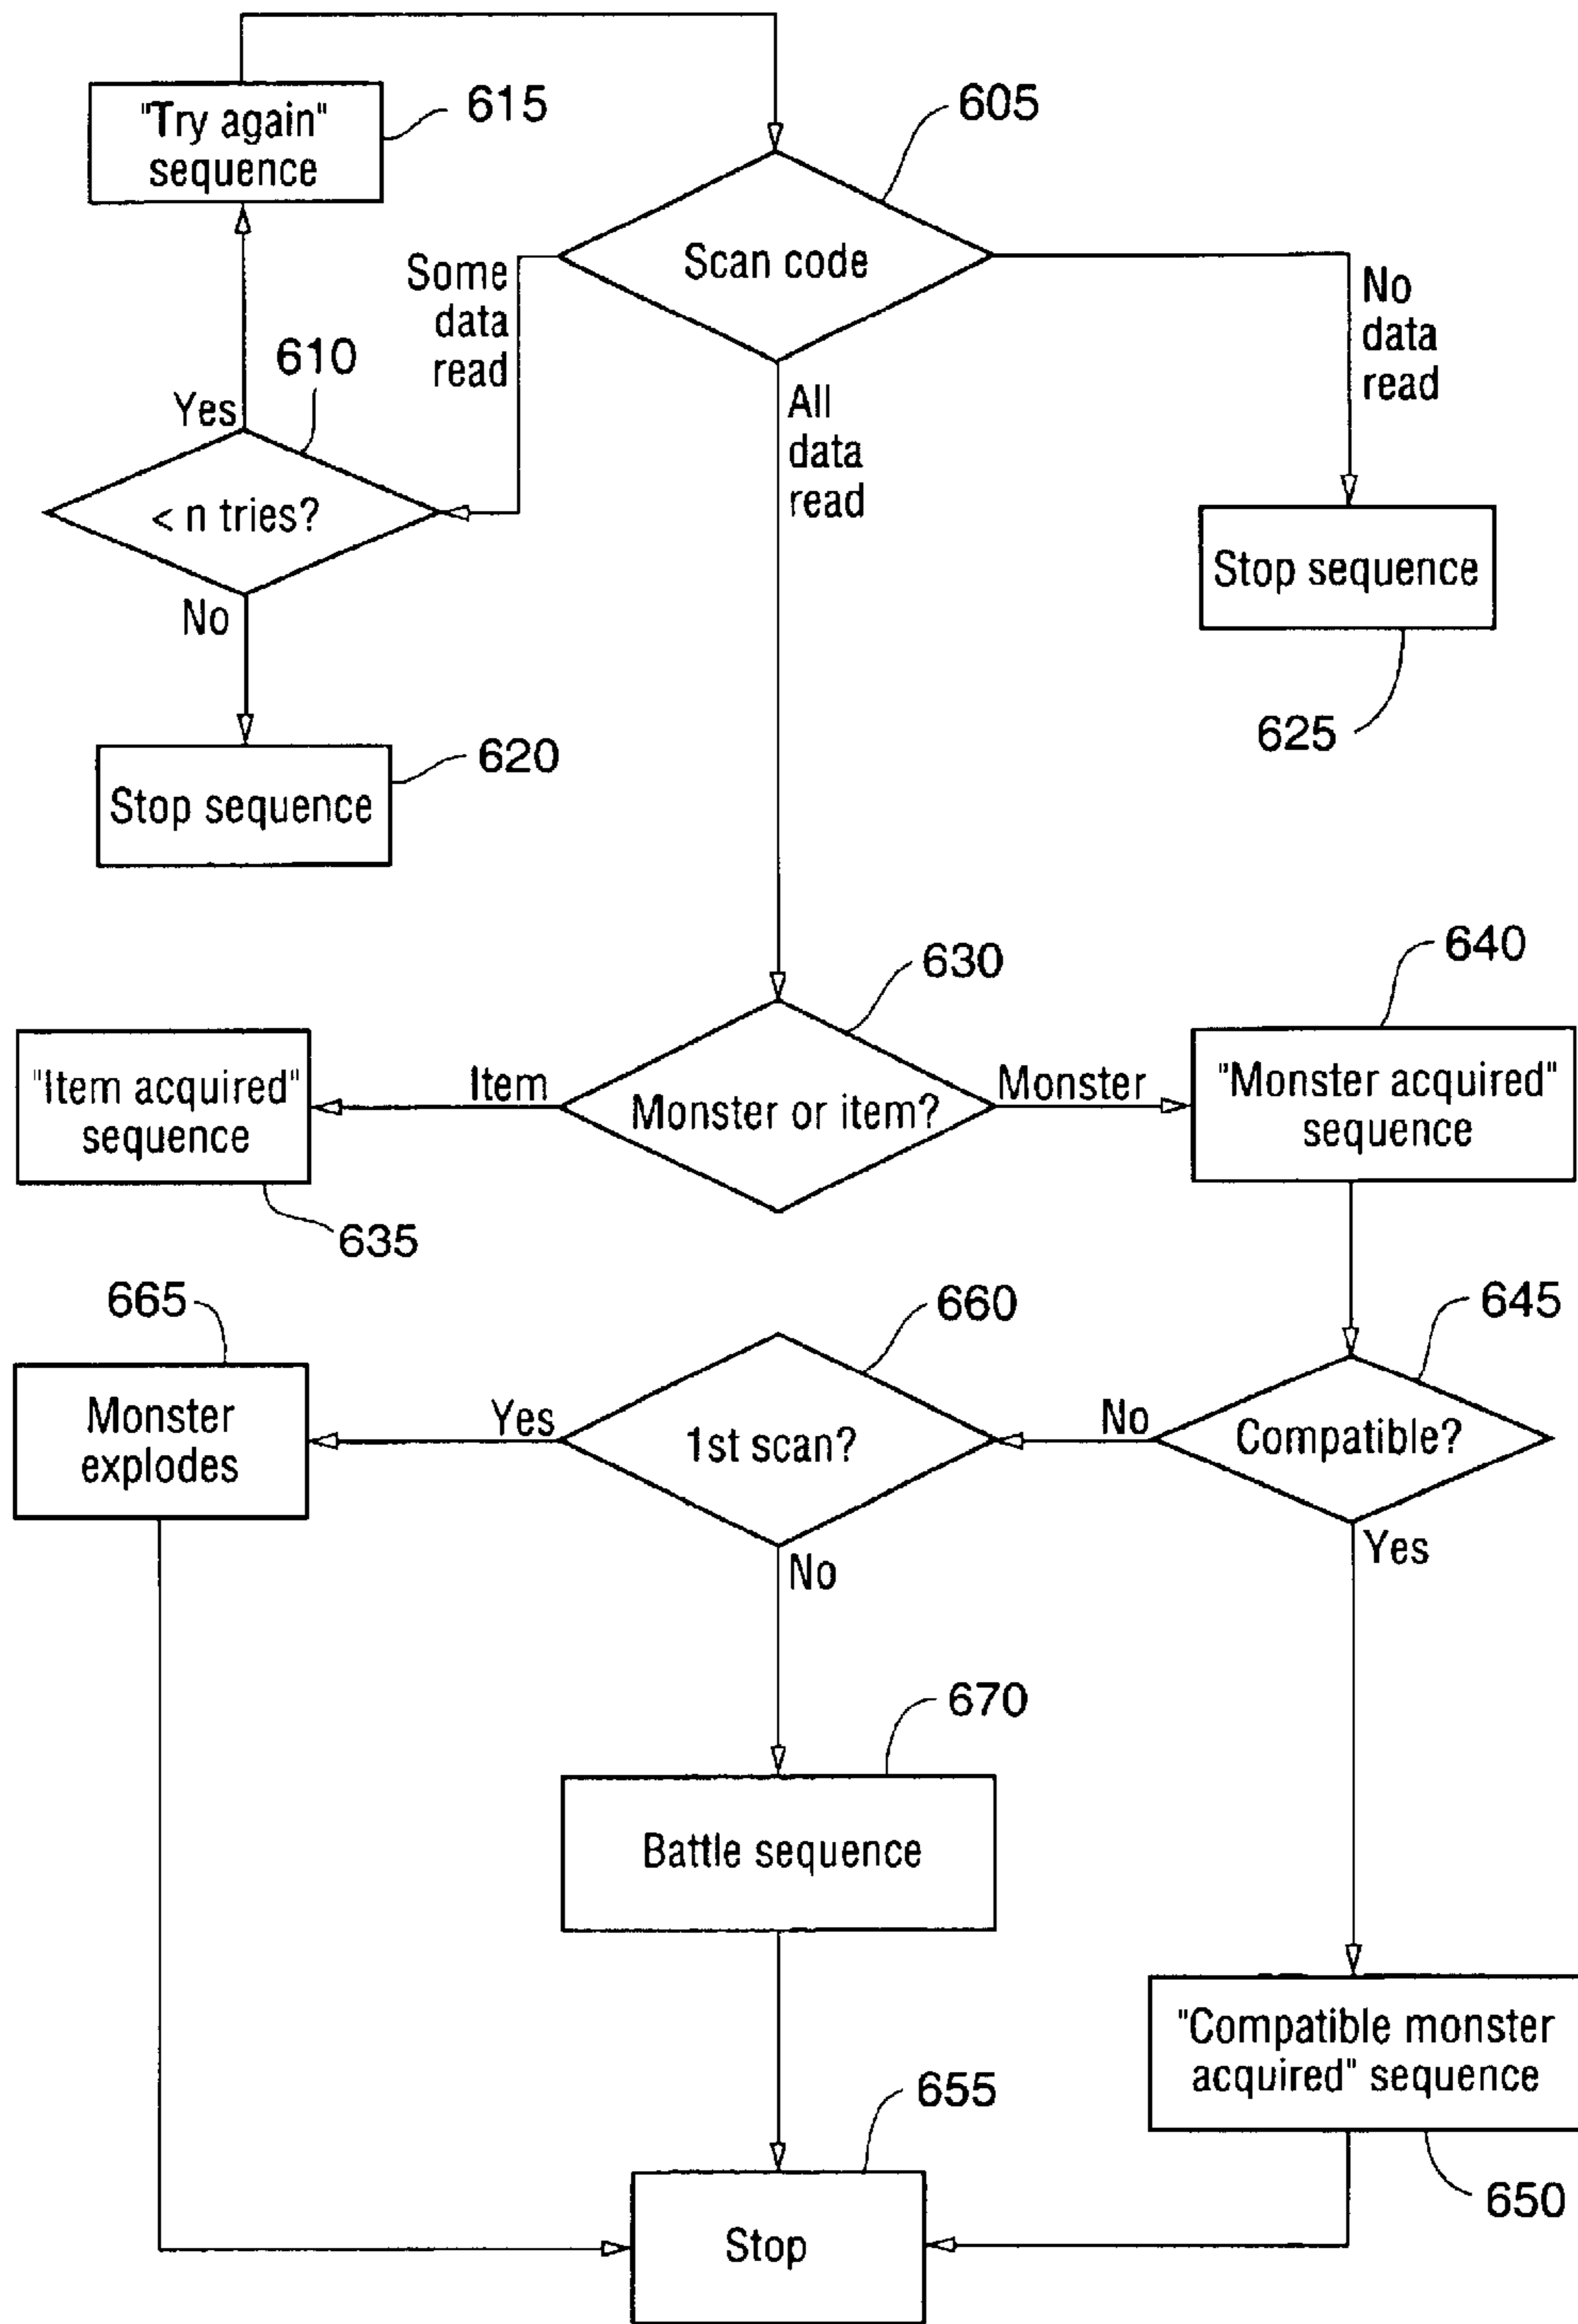 "Try again"
sequence
615
605
Scan code
Some
data
read
No
data
read
610
Yes
All
data
read
< n tries?
No
Stop sequence
625
620
Stop sequence
630
640
"Item acquired"
sequence
Item
Monster or item?
Monster
"Monster acquired"
sequence
635
665
660
645
Monster
explodes
Yes
1st scan?
No
Compatible?
No
Yes
670
Battle sequence
"Compatible monster
acquired" sequence
655
650
Stop